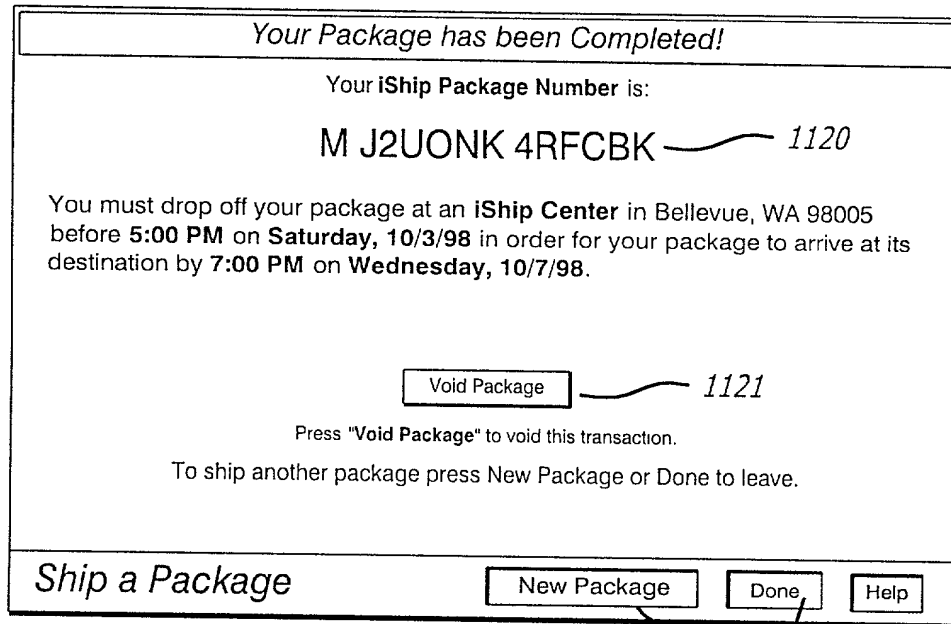 Your Package has been Completed!
Your iShip Package Number is:
M J2UONK 4RFCBK 1120
You must drop off your package at an iShip Center in Bellevue, WA 98005
before 5:00 PM on Saturday, 10/3/98 in order for your package to arrive at its
destination by 7:00 PM on Wednesday, 10/7/98.
Void Package 1121
Press "Void Package" to void this transaction.
To ship another package press New Package or Done to leave.
Ship a Package New Package Done Help